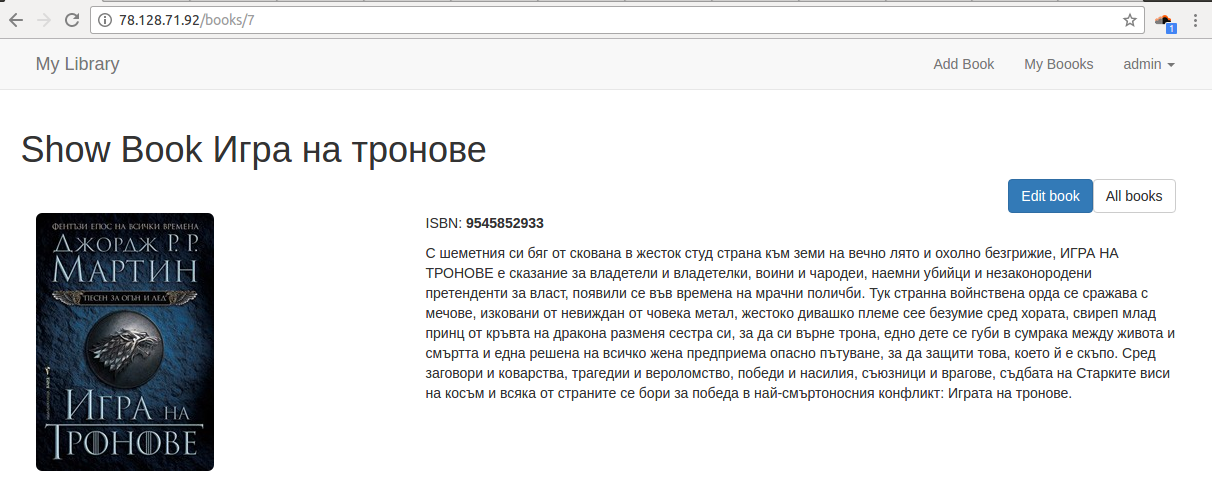 78.128.71.92/books/7
1
My Library
Add Book
My Boooks
admin
Show Book Игра на тронове
Edit book
All books
ФЕНТЪЗИ ЕПОС НА ВСИЧКИ ВРЕМЕНА
ДЖОРДЖ Р. Р.
МАРТИН
ПЕСЕН ЗА ОГЪН И ЛЕД
ИГРА НА
ТРОНОВЕ
ISBN: 9545852933
С шеметния си бяг от скована в жесток студ страна към земи на вечно лято и охолно безгрижие, ИГРА НА
ТРОНОВЕ е сказание за владетели и владетелки, воини и чародеи, наемни убийци и незаконородени
претенденти за власт, появили се във времена на мрачни поличби. Тук странна войнствена орда се сражава с
мечове, изковани от невиждан от човека метал, жестоко дивашко племе сее безумие сред хората, свиреп млад
принц от кръвта на дракона разменя сестра си, за да си върне трона, едно дете се губи в сумрака между живота и
смъртта и една решена на всичко жена предприема опасно пътуване, за да защити това, което й е скъпо. Сред
заговори и коварства, трагедии и вероломство, победи и насилия, съюзници и врагове, съдбата на Старките виси
на косъм и всяка от страните се бори за победа в най-смъртоносния конфликт: Играта на тронове.